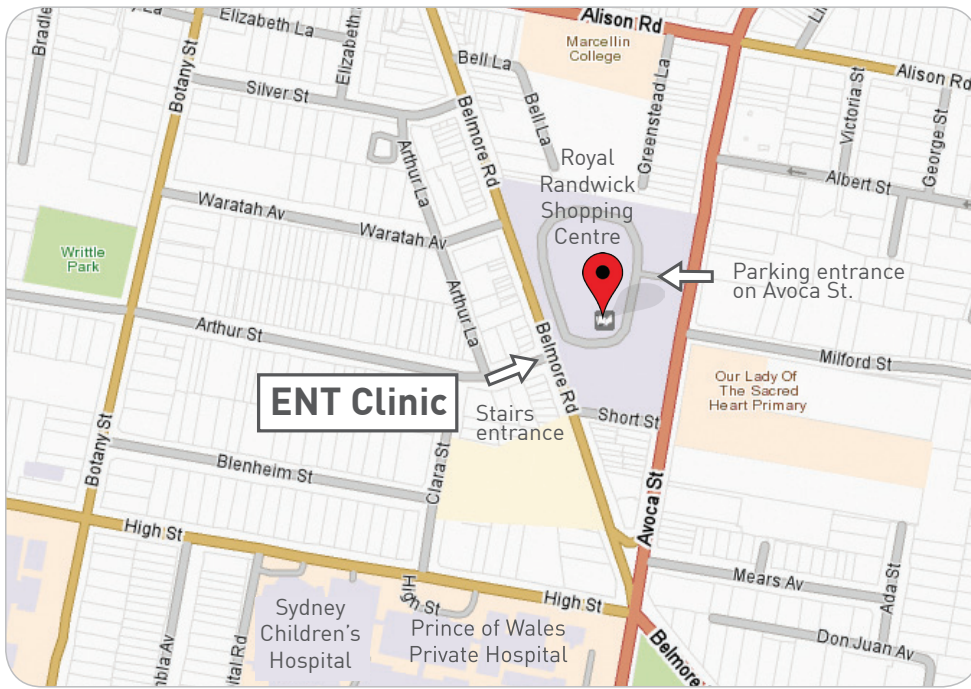 Alison Rd
Elizabeth La
Marcellin
College
Bell La
Alison Rd
Botany St
Elizabeth
Silver St
Belmore Rd
Bell La
Greenstead La
Victoria St
George St
Arthur La
Royal
Randwick
Shopping
Centre
Albert St
Waratah Av
Waratah Av
Writtle
Park
Parking entrance
on Avoca St.
Arthur La
Arthur St
Belmore Rd
Milford St
ENT Clinic
Stairs
entrance
Short St
Our Lady Of
The Sacred
Heart Primary
Botany St
Blenheim St
Clara St
Avoca St
High St
Mears Av
Ada St
High St
High St
Sydney
Children's
Hospital
Prince of Wales
Private Hospital
Don Juan Av
Belmore